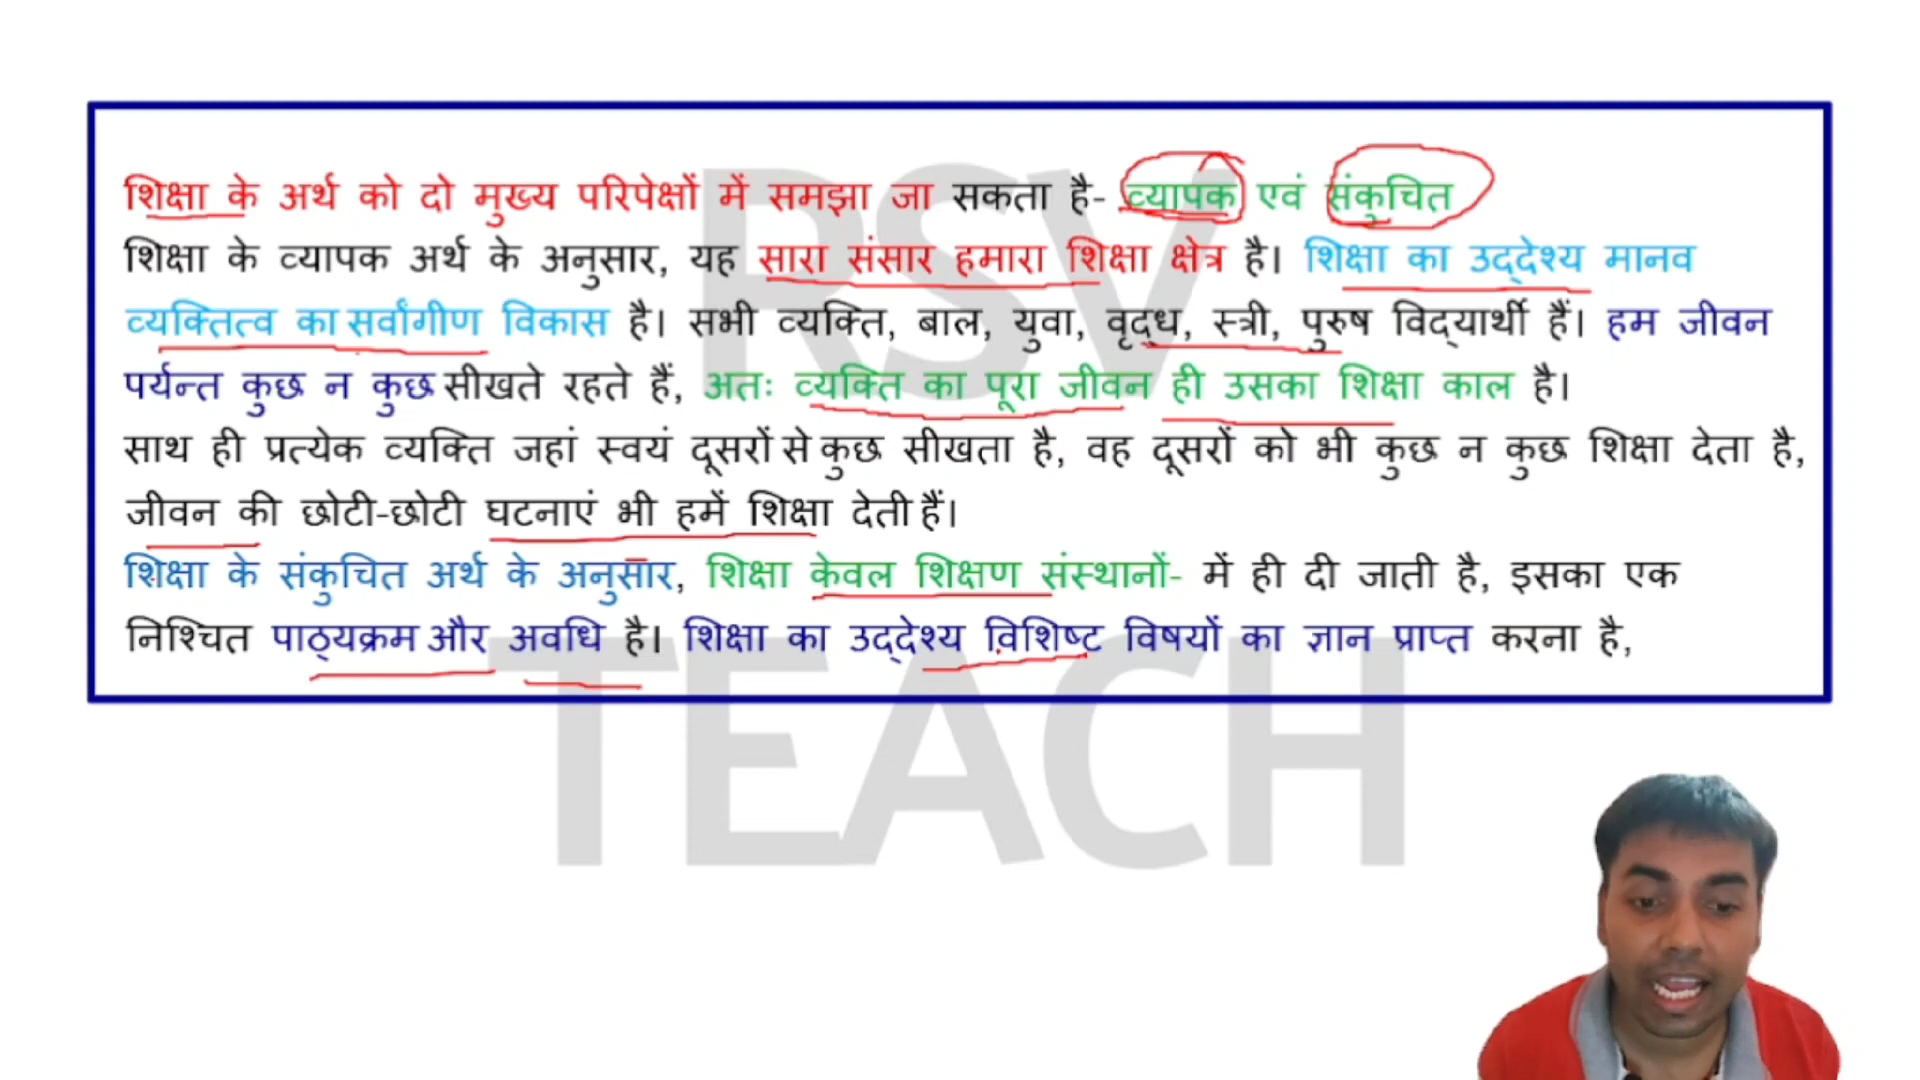 शिक्षा के अर्थ को दो मुख्य परिपेक्षों में समझा जा सकता है- व्यापक एवं संकुचित
शिक्षा के व्यापक अर्थ के अनुसार, यह सारा संसार हमारा शिक्षा क्षेत्र है। शिक्षा का उद्देश्य मानव
व्यक्तित्व का सर्वांगीण विकास है। सभी व्यक्ति, बाल, युवा, वृद्ध, स्त्री, पुरुष विद्यार्थी हैं। हम जीवन
पर्यन्त कुछ न कुछ सीखते रहते हैं, अतः व्यक्ति का पूरा जीवन ही उसका शिक्षा काल है।
साथ ही प्रत्येक व्यक्ति जहां स्वयं दूसरों से कुछ सीखता है, वह दूसरों को भी कुछ न कुछ शिक्षा देता है,
जीवन की छोटी-छोटी घटनाएं भी हमें शिक्षा देती हैं।
शिक्षा के संकुचित अर्थ के अनुसार, शिक्षा केवल शिक्षण संस्थानों- में ही दी जाती है, इसका एक
निश्चित पाठ्यक्रम और अवधि है। शिक्षा का उद्देश्य विशिष्ट विषयों का ज्ञान प्राप्त करना है,
RSV
TEACH